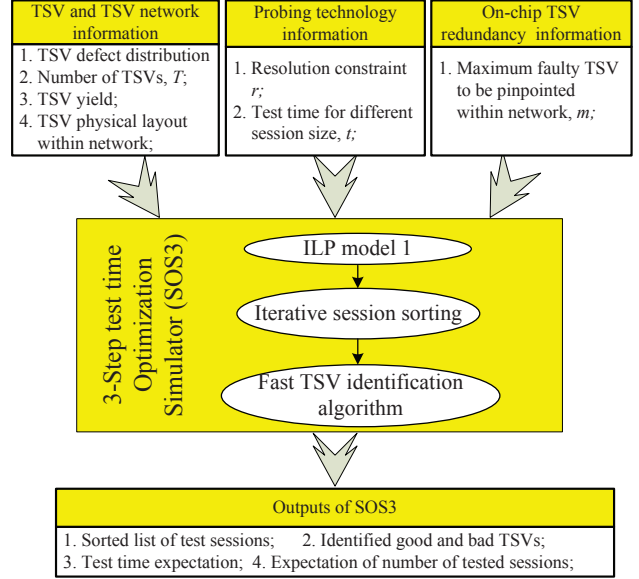 TSV and TSV network
information
1. TSV defect distribution
2. Number of TSVs, T;
3. TSV yield;
4. TSV physical layout
within network;
Probing technology
information
1. Resolution constraint
r;
2. Test time for different
session size, t;
On-chip TSV
redundancy information
1. Maximum faulty TSV
to be pinpointed
within network, m;
3-Step test time
Optimization
Simulator (SOS3)
ILP model 1
Iterative session sorting
Fast TSV identification
algorithm
Outputs of SOS3
1. Sorted list of test sessions; 2. Identified good and bad TSVs;
3. Test time expectation; 4. Expectation of number of tested sessions;